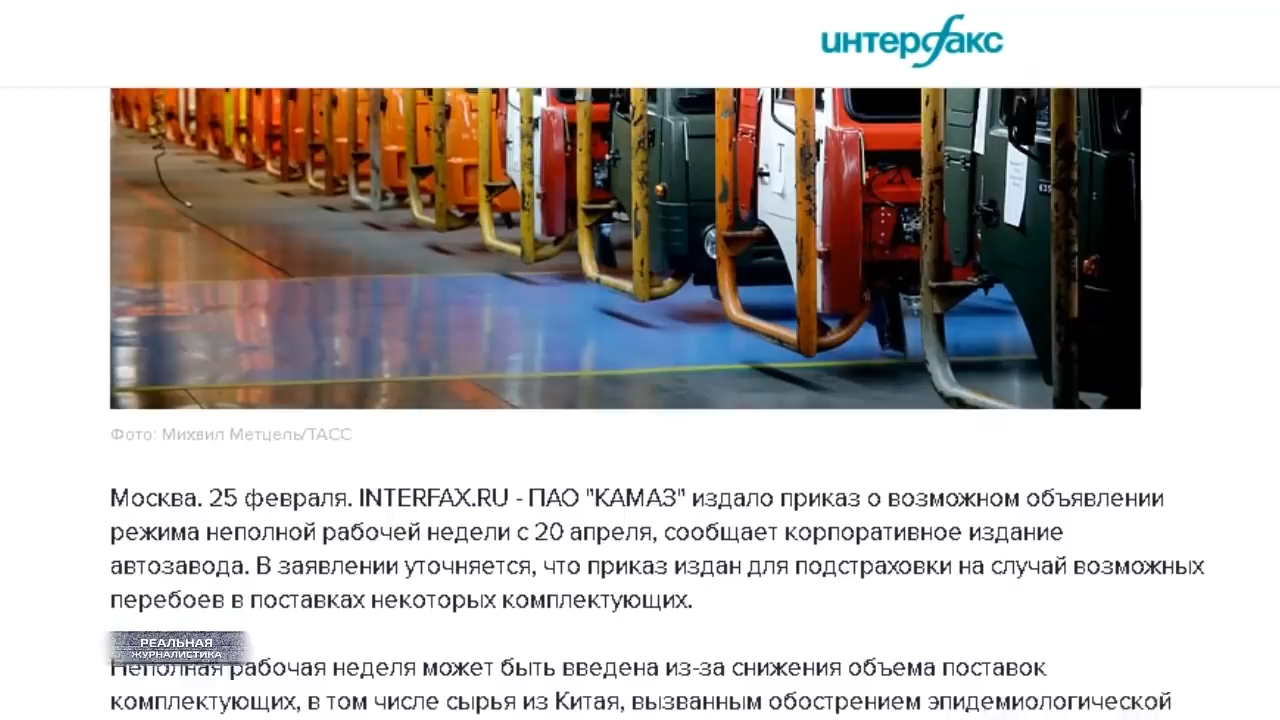 интерфакс
Фото: Михвил Метцель/ТАСС
Москва. 25 февраля. INTERFAX.RU - ПАО "КАМАЗ" издало приказ о возможном объявлении
режима неполной рабочей недели с 20 апреля, сообщает корпоративное издание
автозавода. В заявлении уточняется, что приказ издан для подстраховки на случай возможных
перебоев в поставках некоторых комплектующих.
РЕАЛЬНАЯ
ЖУРНАЛИСТИКА
Неполная рабочая неделя может быть введена из-за снижения объема поставок
комплектующих, в том числе сырья из Китая, вызванным обострением эпидемиологической